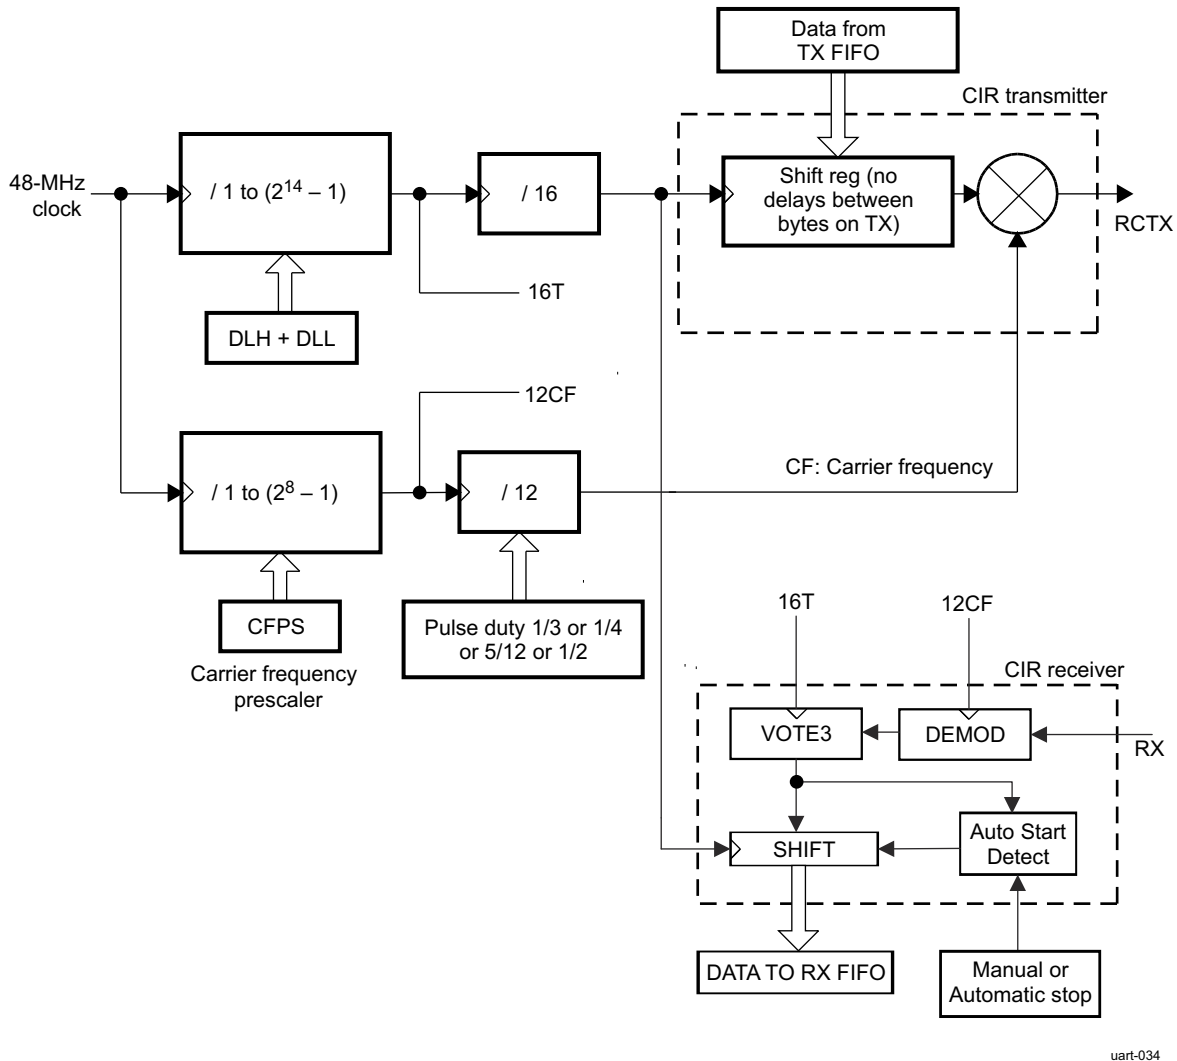 Data from
TX FIFO
CIR transmitter
48-MHz
clock
/ 1 to (2^14 – 1)
/ 16
Shift reg (no
delays between
bytes on TX)
RCTX
16T
DLH + DLL
12CF
/ 1 to (2^8 – 1)
/ 12
CF: Carrier frequency
CFPS
Carrier frequency
prescaler
Pulse duty 1/3 or 1/4
or 5/12 or 1/2
16T
12CF
CIR receiver
VOTE3
DEMOD
RX
SHIFT
Auto Start
Detect
DATA TO RX FIFO
Manual or
Automatic stop
uart-034